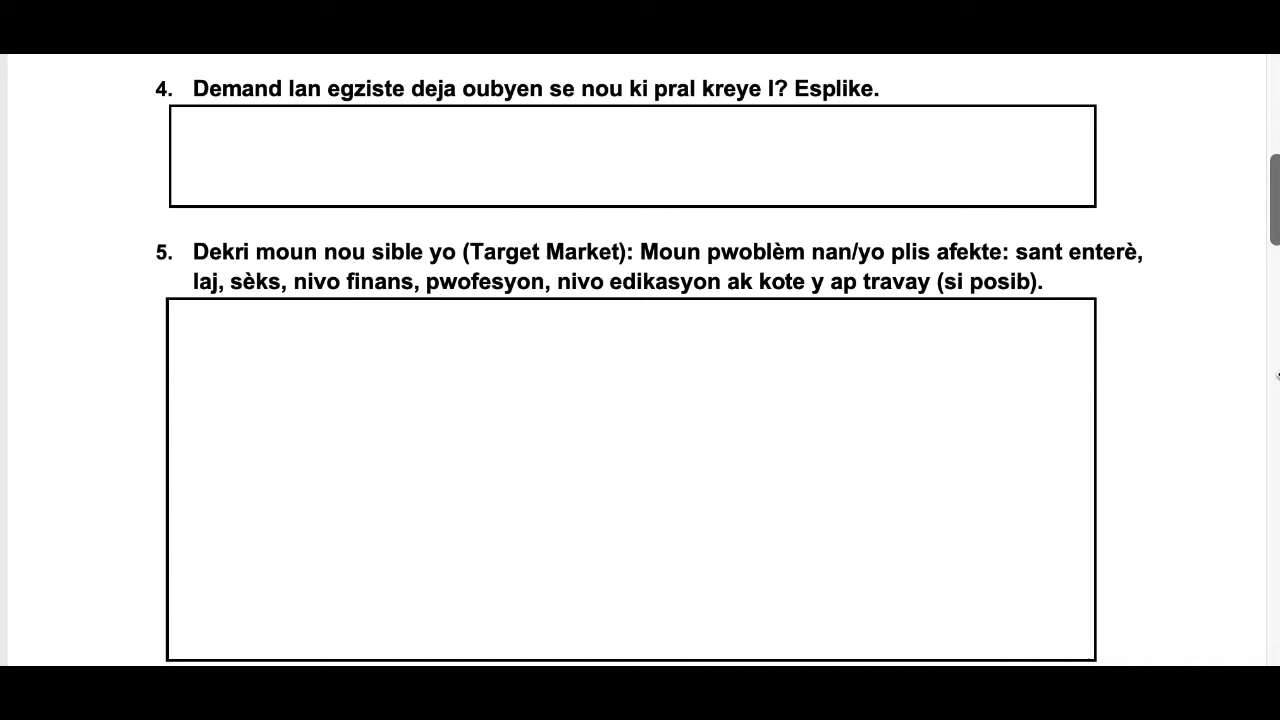 4. Demand lan egziste deja oubyen se nou ki pral kreye l? Esplike.
5. Dekri moun nou sible yo (Target Market): Moun pwoblèm nan/yo plis afekte: sant enterè,
laj, sèks, nivo finans, pwofesyon, nivo edikasyon ak kote y ap travay (si posib).